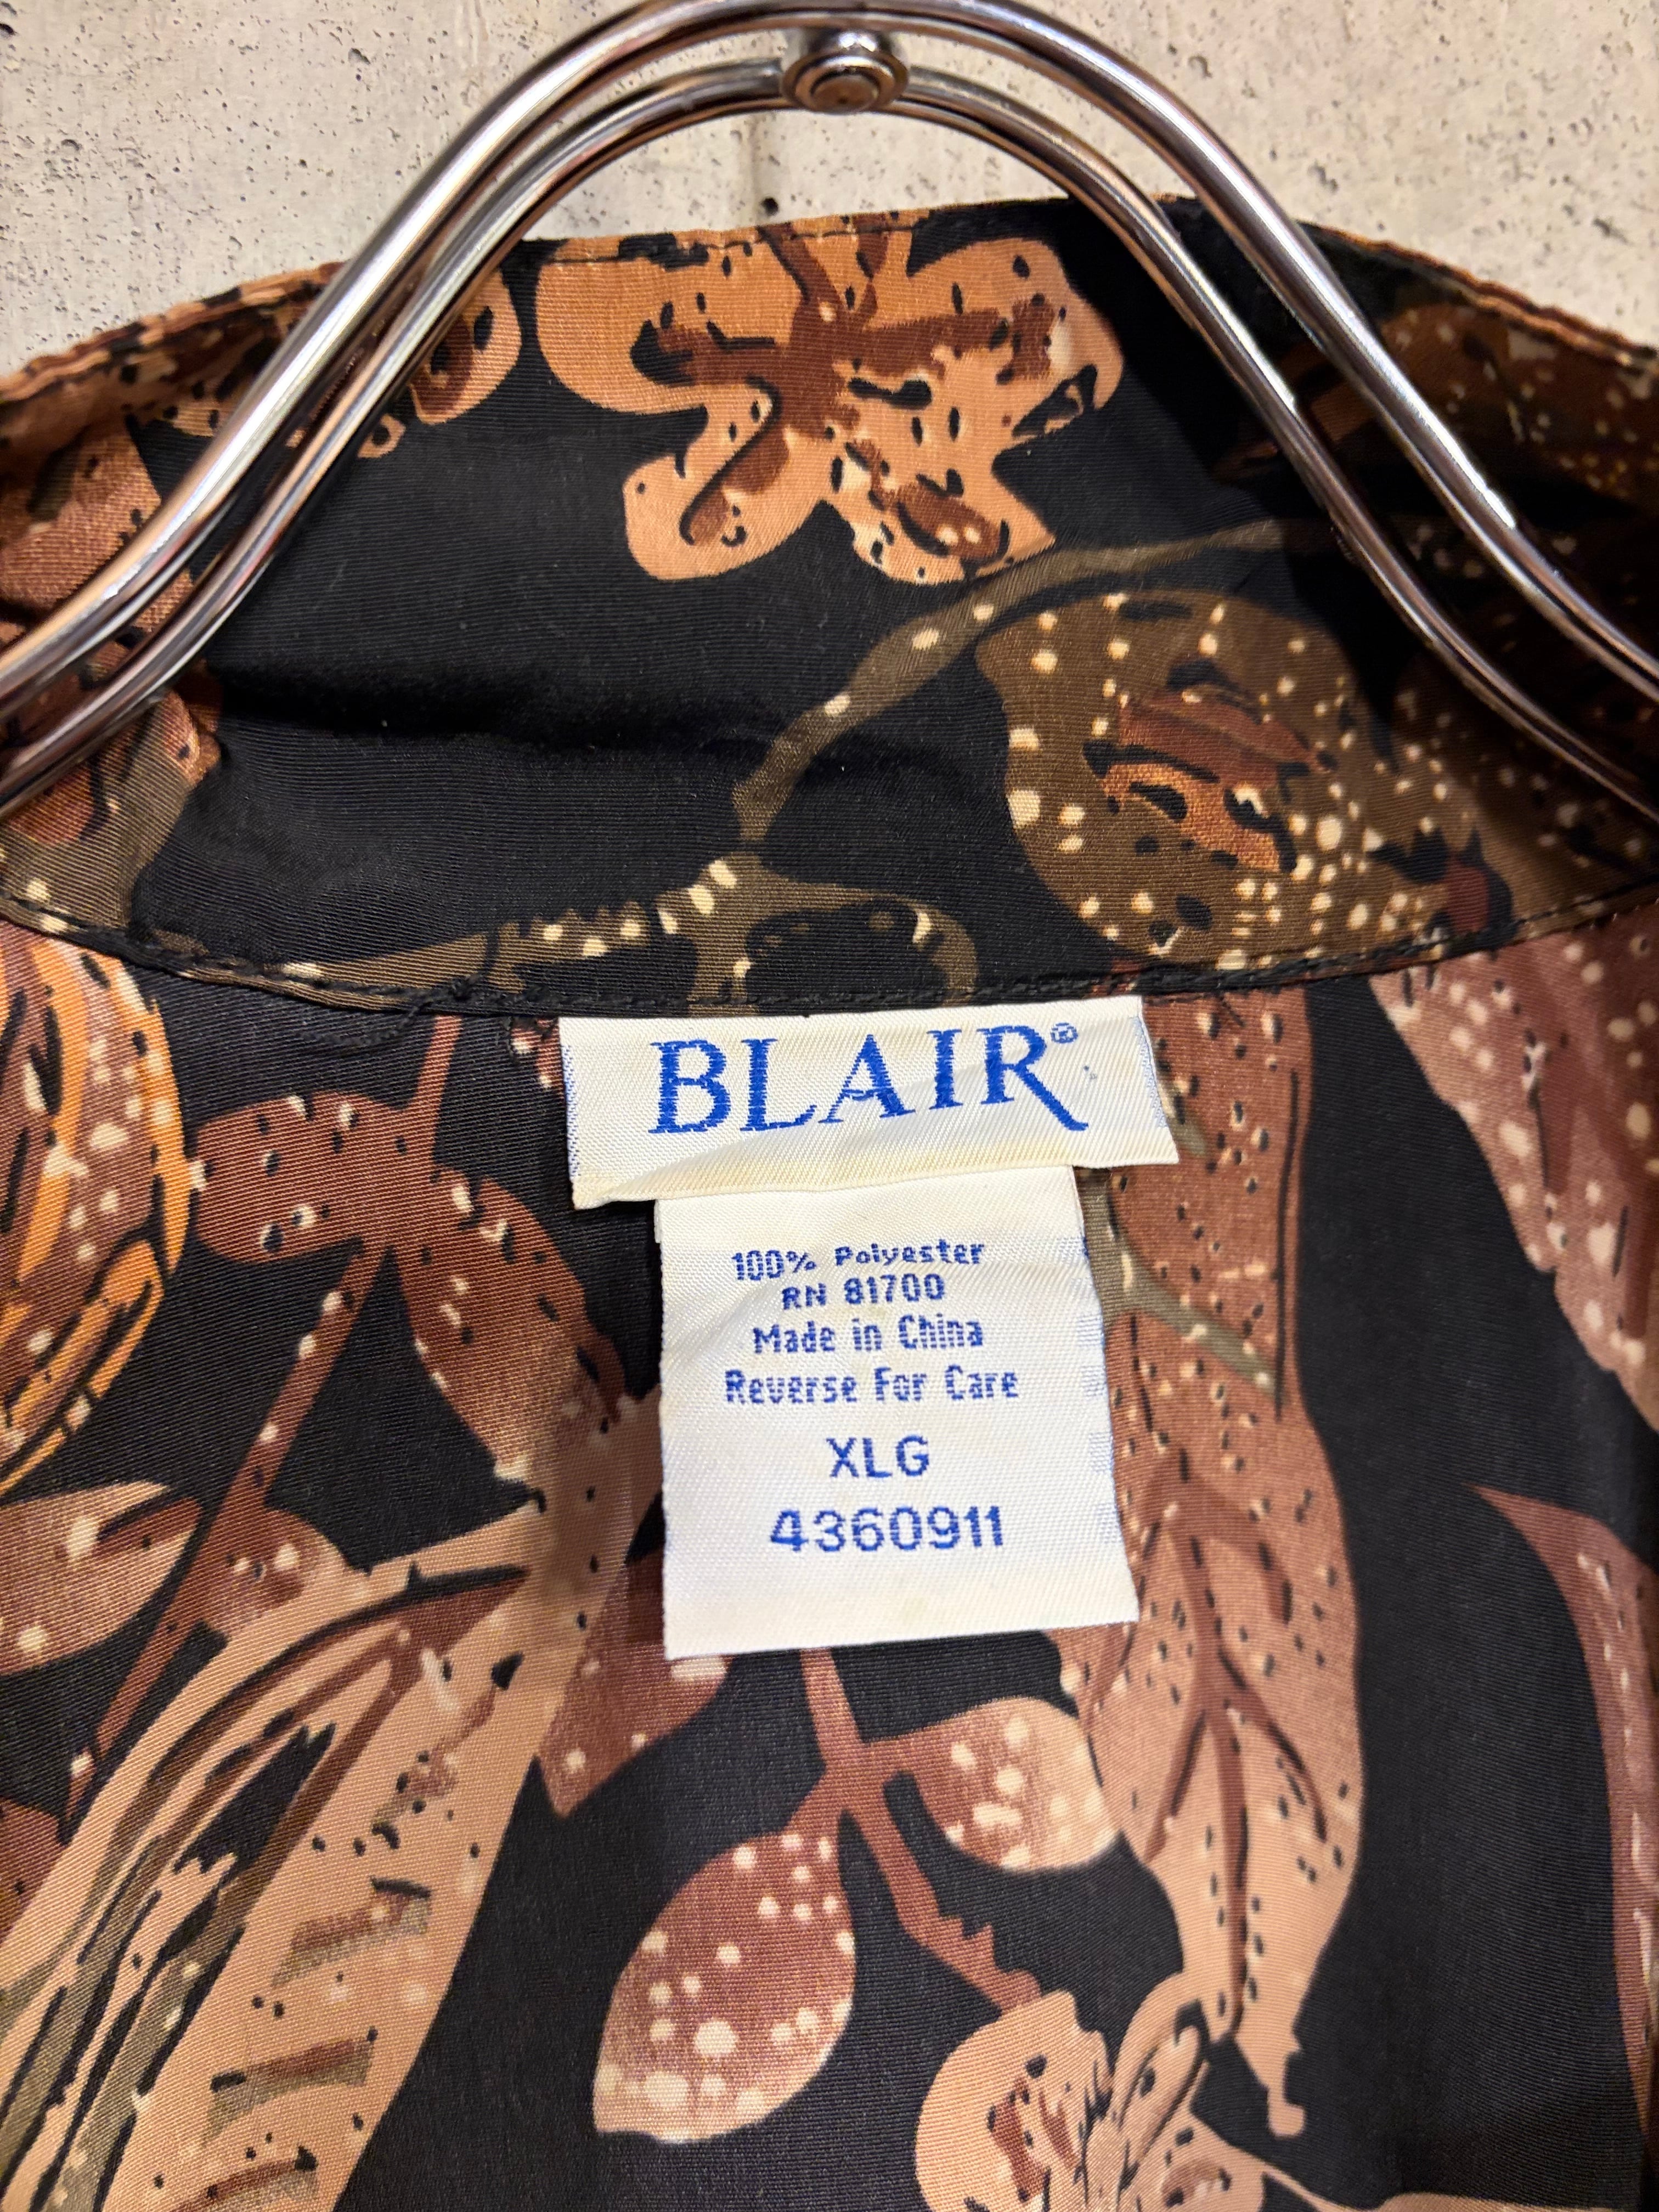 BLAIR®
100% Polyester
RN 81700
Made in China
Reverse For Care
XLG
4360911